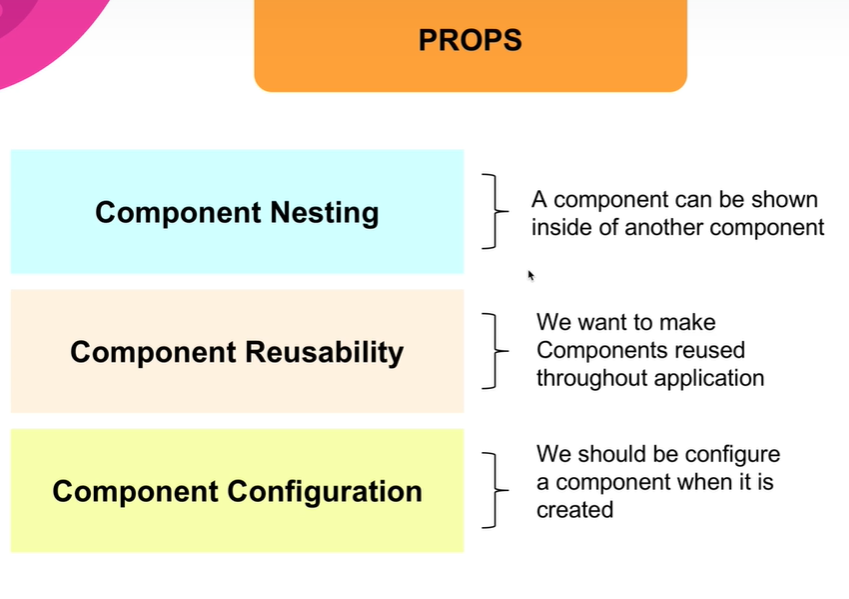 PROPS
Component Nesting
A component can be shown
inside of another component
Component Reusability
We want to make
Components reused
throughout application
Component Configuration
We should be configure
a component when it is
created